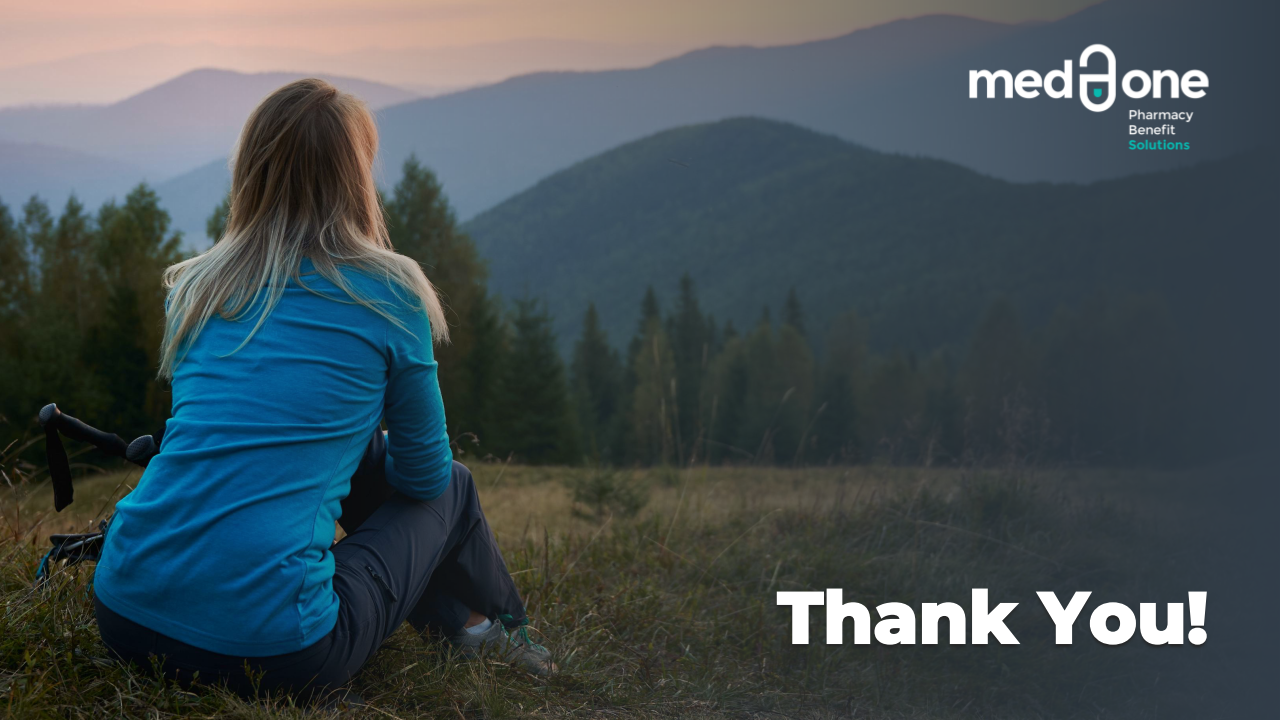 med one
Pharmacy
Benefit
Solutions
Thank You!